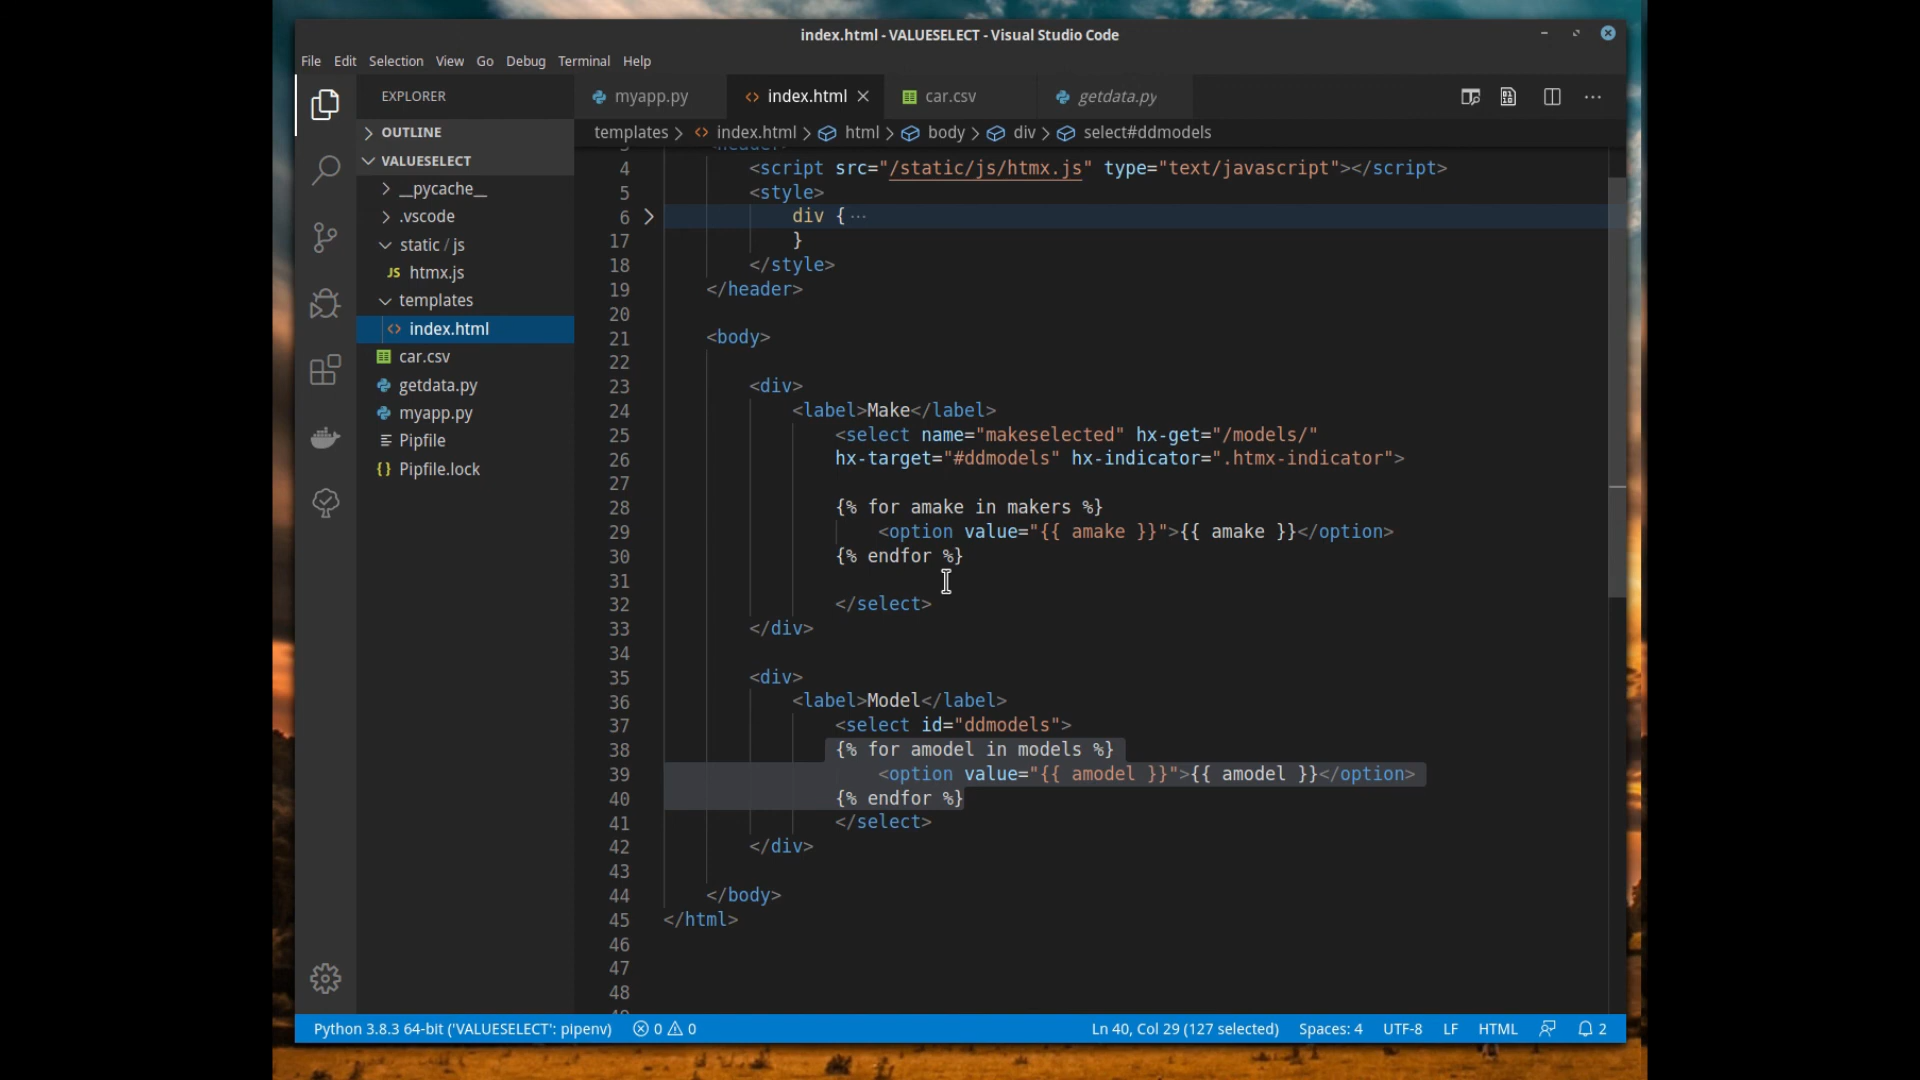 index.html - VALUESELECT - Visual Studio Code
File Edit Selection View Go Debug Terminal Help
EXPLORER
OUTLINE
VALUESELECT
__pycache__
.vscode
static / js
JS htmx.js
templates
index.html
car.csv
getdata.py
myapp.py
Pipfile
{} Pipfile.lock
myapp.py index.html car.csv getdata.py
templates > index.html > html > body > div > select#ddmodels
<header>
4 <script src="/static/js/htmx.js" type="text/javascript"></script>
5 <style>
6 div { ...
17 }
18 </style>
19 </header>
20
21 <body>
22
23 <div>
24 <label>Make</label>
25 <select name="makeselected" hx-get="/models/"
26 hx-target="#ddmodels" hx-indicator=".htmx-indicator">
27
28 {% for amake in makers %}
29 <option value="{{ amake }}">{{ amake }}</option>
30 {% endfor %}
31
32 </select>
33 </div>
34
35 <div>
36 <label>Model</label>
37 <select id="ddmodels">
38 {% for amodel in models %}
39 <option value="{{ amodel }}">{{ amodel }}</option>
40 {% endfor %}
41 </select>
42 </div>
43
44 </body>
45 </html>
46
47
48
Python 3.8.3 64-bit ('VALUESELECT': pipenv) 0 0 Ln 40, Col 29 (127 selected) Spaces: 4 UTF-8 LF HTML 2